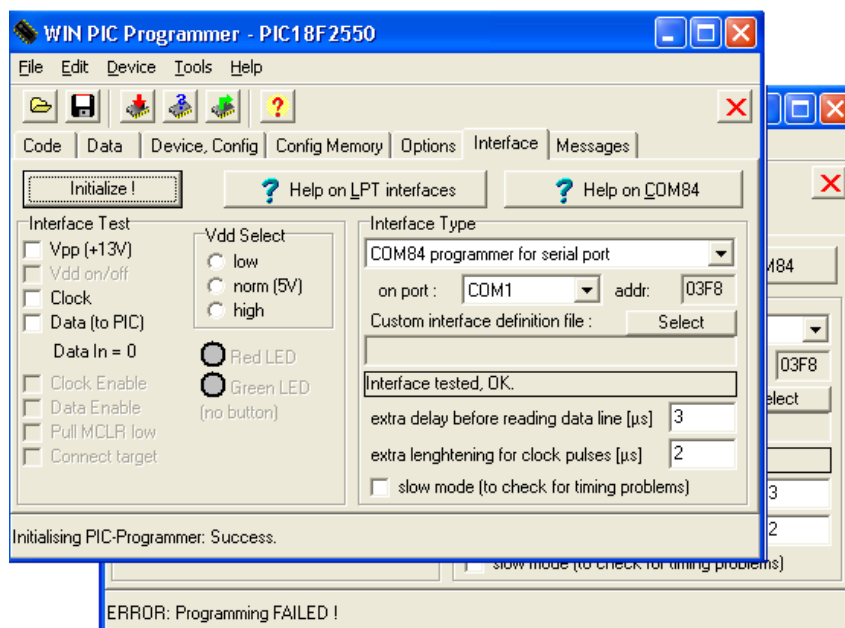 WIN PIC Programmer - PIC18F2550
File Edit Device Tools Help
Code Data Device, Config Config Memory Options Interface Messages
Initialize ! Help on LPT interfaces Help on COM84
Interface Test
Vpp (+13V)
Vdd on/off
Clock
Data (to PIC)
Data In = 0
Clock Enable
Data Enable
Pull MCLR low
Connect target
Vdd Select
low
norm (5V)
high
Red LED
Green LED
(no button)
Interface Type
COM84 programmer for serial port
on port : COM1 addr: 03F8
Custom interface definition file : Select
Interface tested, OK.
extra delay before reading data line [µs] 3
extra lenghtening for clock pulses [µs] 2
slow mode (to check for timing problems)
Initialising PIC-Programmer: Success.
M84
03F8
elect
3
2
slow mode (to check for timing problems)
ERROR: Programming FAILED !